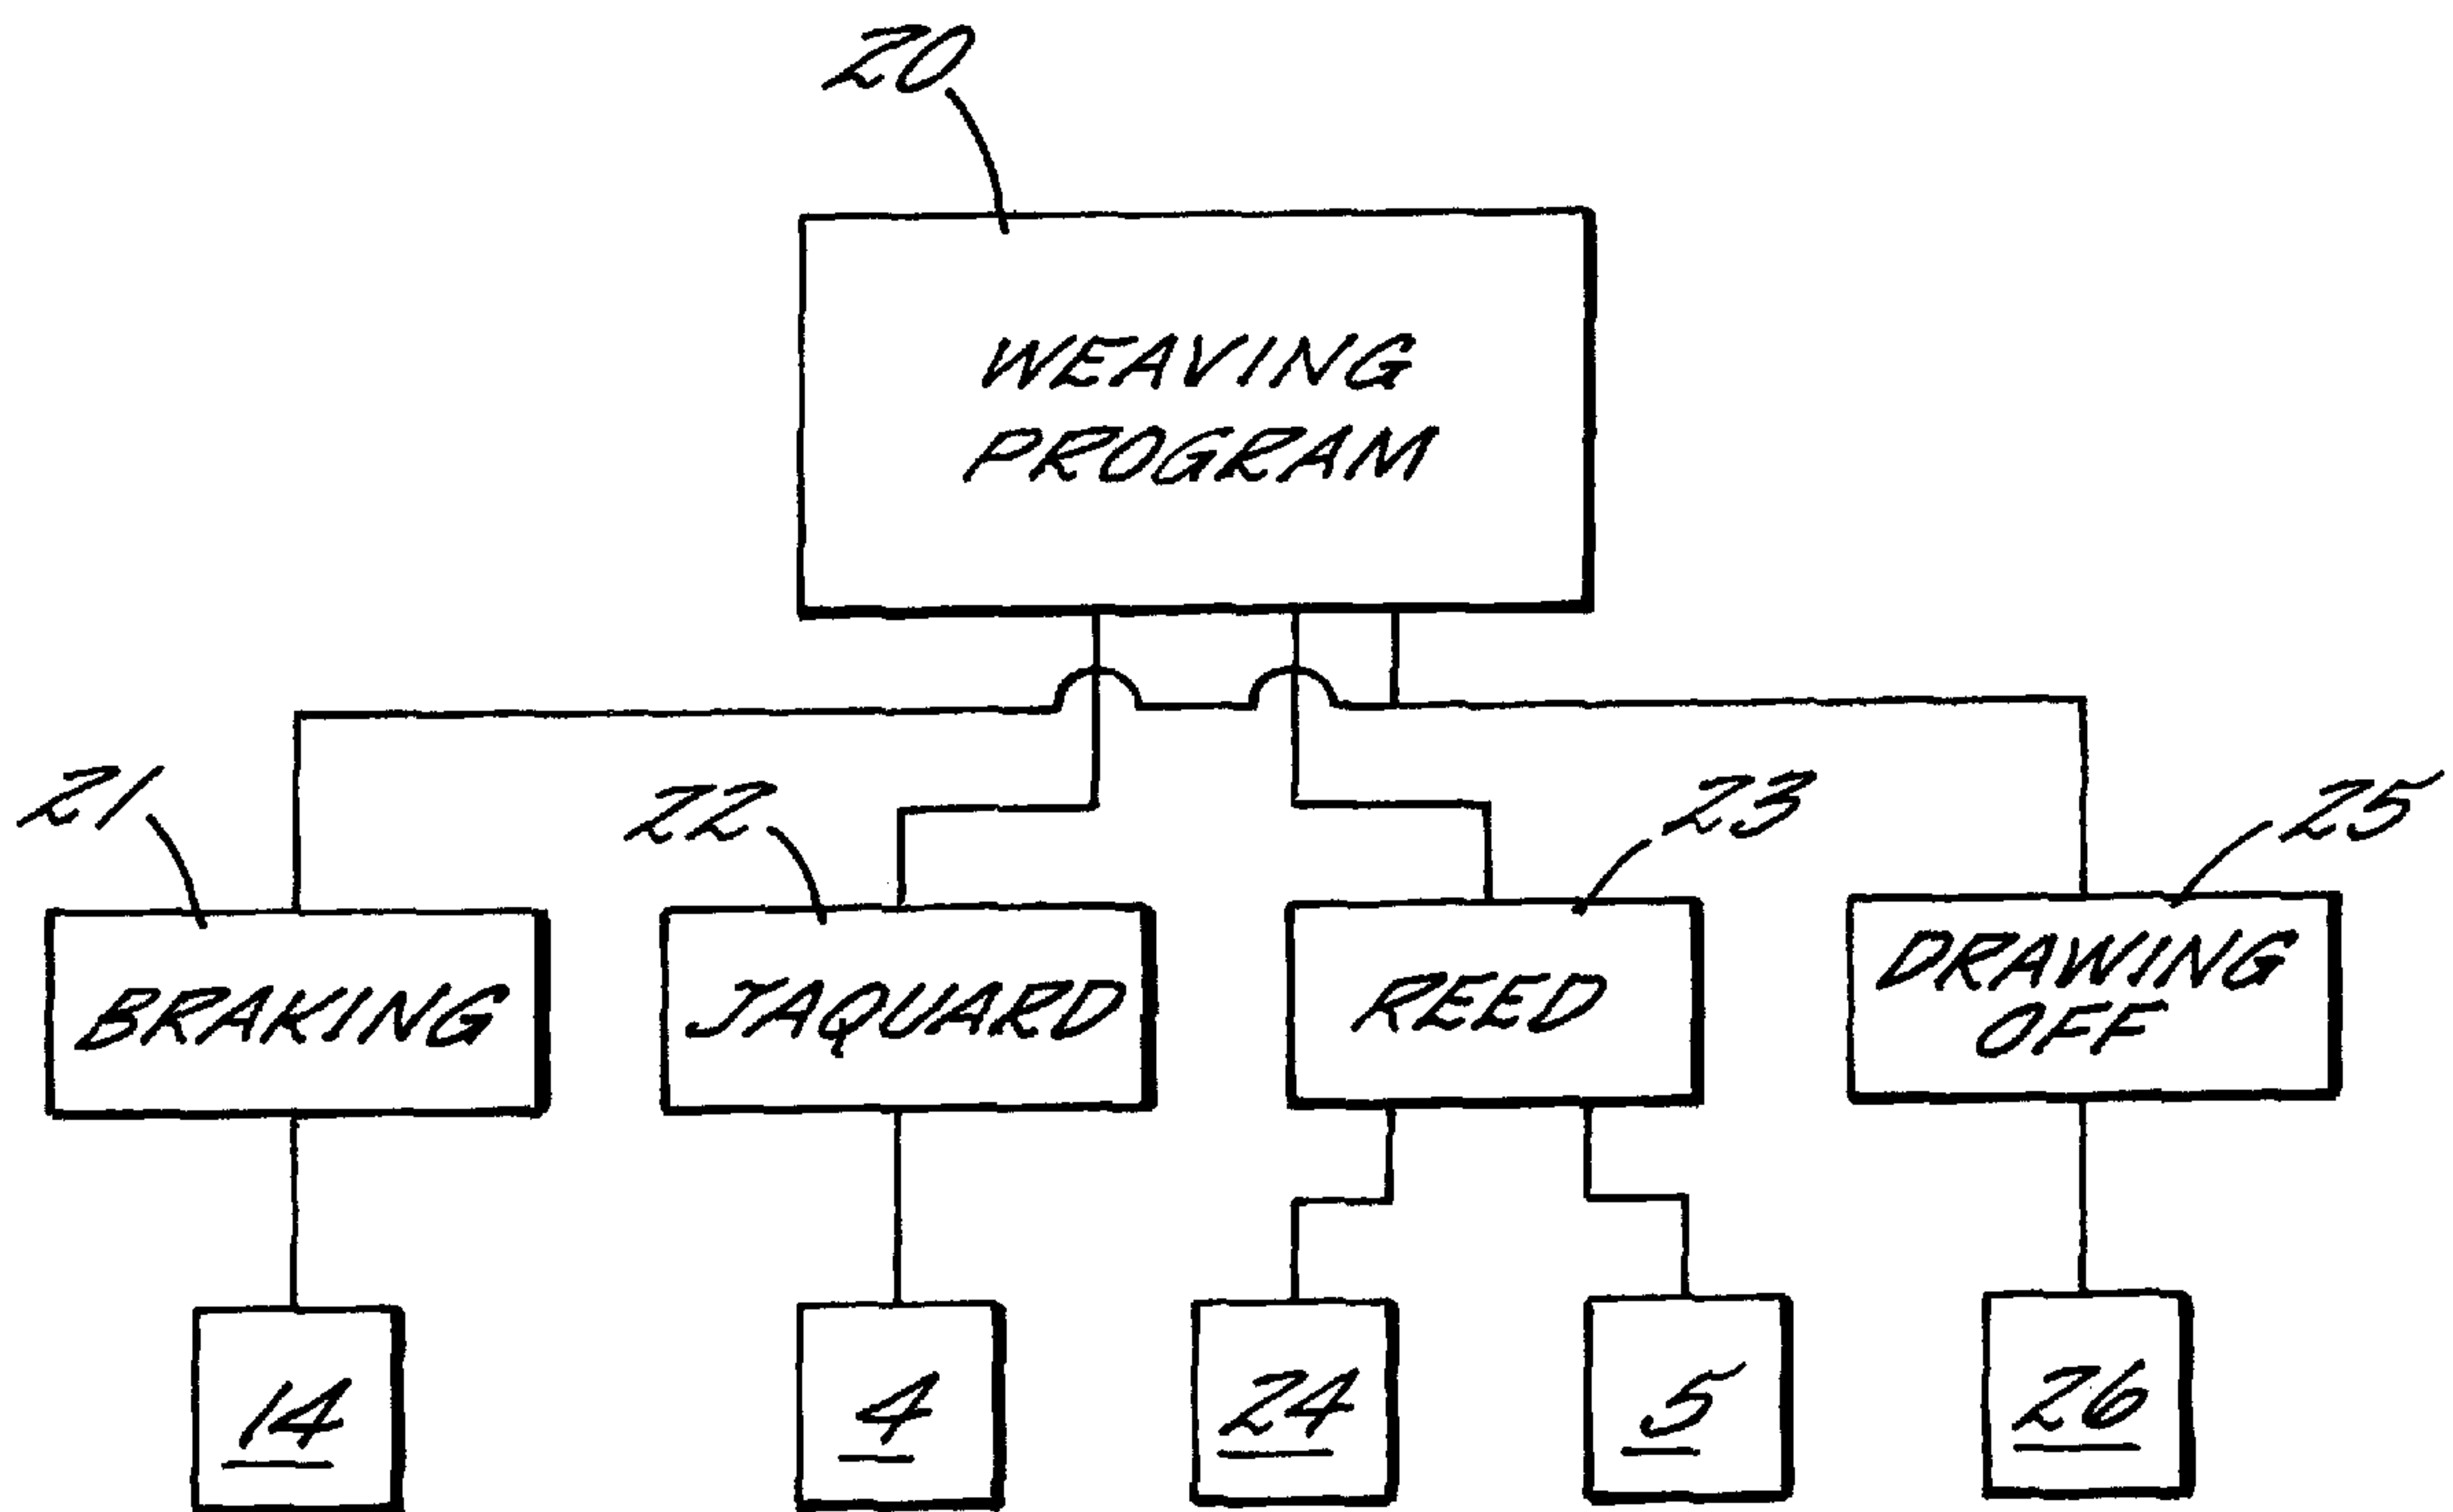 20
WEAVING
PROGRAM
21
22
23
25
BRAKING
JAQUARD
REED
DRAWING
OFF
14
4
24
5
26